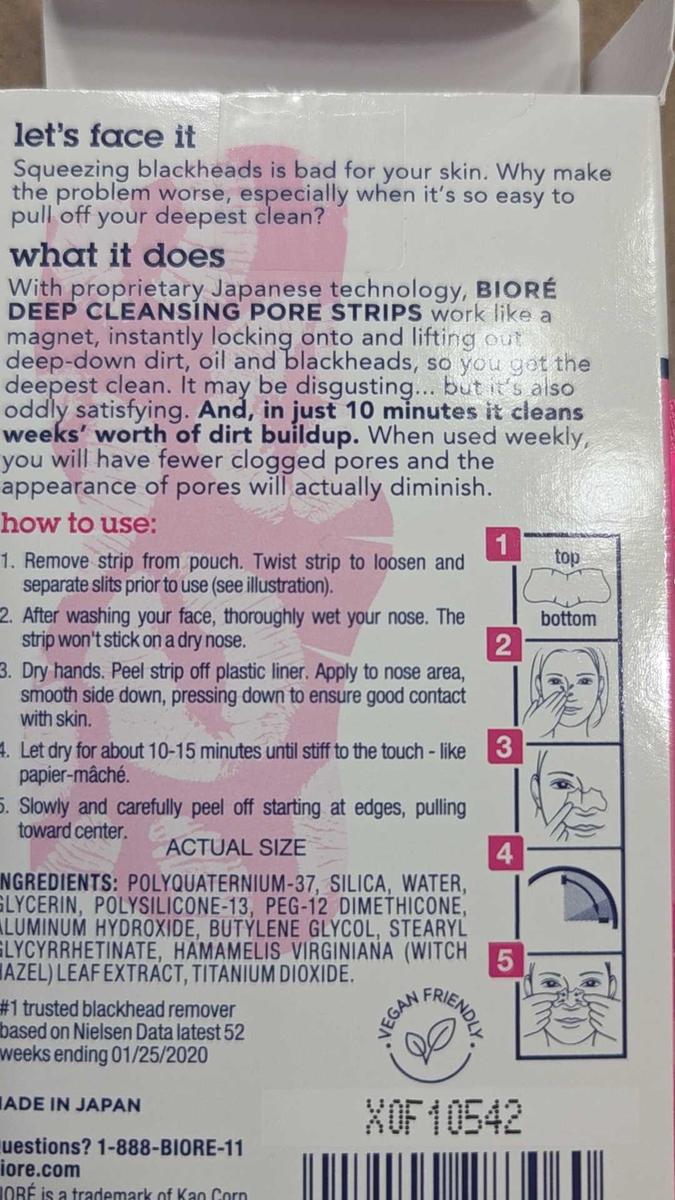 let's face it
Squeezing blackheads is bad for your skin. Why make
the problem worse, especially when it's so easy to
pull off your deepest clean?
what it does
With proprietary Japanese technology, BIORÉ
DEEP CLEANSING PORE STRIPS work like a
magnet, instantly locking onto and lifting out
deep-down dirt, oil and blackheads, so you get the
deepest clean. It may be disgusting... but it's also
oddly satisfying. And, in just 10 minutes it cleans
weeks' worth of dirt buildup. When used weekly,
you will have fewer clogged pores and the
appearance of pores will actually diminish.
how to use:
1. Remove strip from pouch. Twist strip to loosen and
separate slits prior to use (see illustration).
2. After washing your face, thoroughly wet your nose. The
strip won't stick on a dry nose.
3. Dry hands. Peel strip off plastic liner. Apply to nose area,
smooth side down, pressing down to ensure good contact
with skin.
4. Let dry for about 10-15 minutes until stiff to the touch - like
papier-mâché.
5. Slowly and carefully peel off starting at edges, pulling
toward center.
ACTUAL SIZE
1
top
bottom
2
3
4
5
NGREDIENTS: POLYQUATERNIUM-37, SILICA, WATER,
GLYCERIN, POLYSILICONE-13, PEG-12 DIMETHICONE,
ALUMINUM HYDROXIDE, BUTYLENE GLYCOL, STEARYL
GLYCYRRHETINATE, HAMAMELIS VIRGINIANA (WITCH
HAZEL) LEAF EXTRACT, TITANIUM DIOXIDE.
#1 trusted blackhead remover
based on Nielsen Data latest 52
weeks ending 01/25/2020
VEGAN FRIENDLY
MADE IN JAPAN
X0F10542
uestions? 1-888-BIORE-11
iore.com
IORÉ is a trademark of Kao Corp